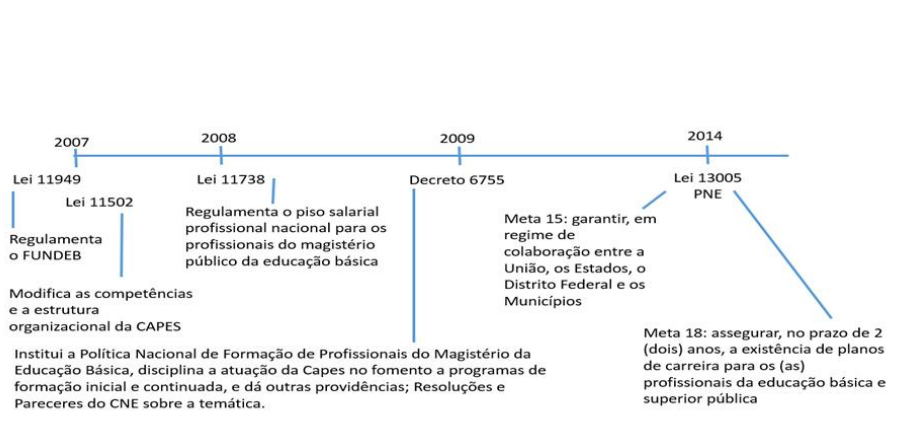 2007
2008
2009
2014
Lei 11949
Lei 11502
Lei 11738
Decreto 6755
Lei 13005
PNE
Regulamenta
o FUNDEB
Modifica as competências
e a estrutura
organizacional da CAPES
Regulamenta o piso salarial
profissional nacional para os
profissionais do magistério
público da educação básica
Institui a Política Nacional de Formação de Profissionais do Magistério da
Educação Básica, disciplina a atuação da Capes no fomento a programas de
formação inicial e continuada, e dá outras providências; Resoluções e
Pareceres do CNE sobre a temática.
Meta 15: garantir, em
regime de
colaboração entre a
União, os Estados, o
Distrito Federal e os
Municípios
Meta 18: assegurar, no prazo de 2
(dois) anos, a existência de planos
de carreira para os (as)
profissionais da educação básica e
superior pública